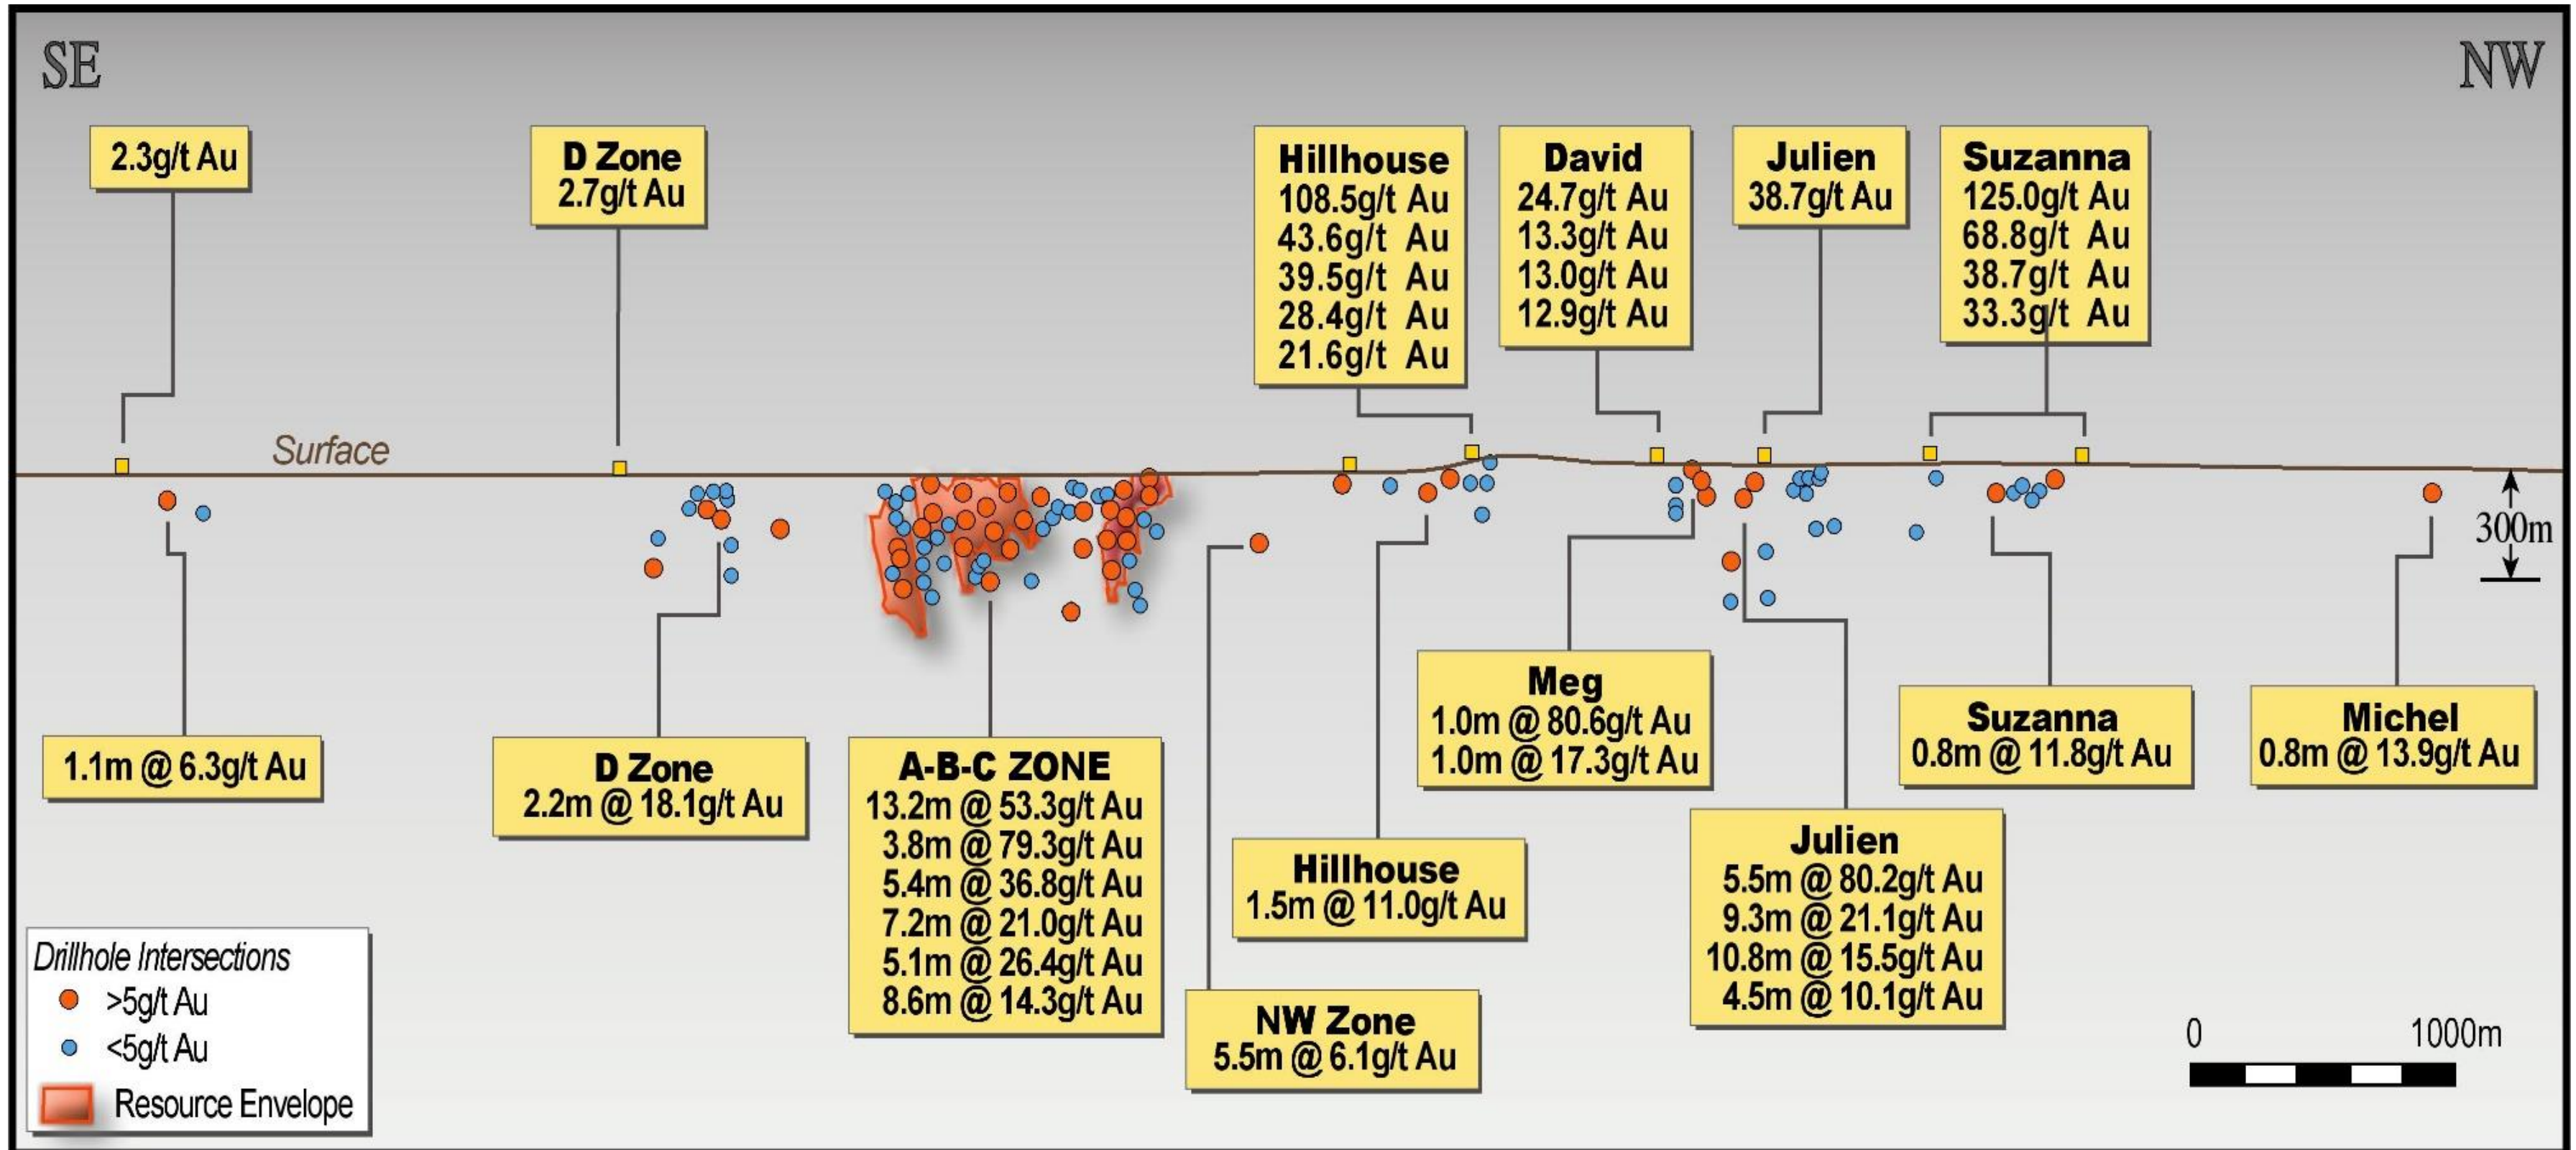 SE
NW
2.3g/t Au
D Zone
2.7g/t Au
Hillhouse
108.5g/t Au
43.6g/t Au
39.5g/t Au
28.4g/t Au
21.6g/t Au
David
24.7g/t Au
13.3g/t Au
13.0g/t Au
12.9g/t Au
Julien
38.7g/t Au
Suzanna
125.0g/t Au
68.8g/t Au
38.7g/t Au
33.3g/t Au
Surface
300m
1.1m @ 6.3g/t Au
D Zone
2.2m @ 18.1g/t Au
A-B-C ZONE
13.2m @ 53.3g/t Au
3.8m @ 79.3g/t Au
5.4m @ 36.8g/t Au
7.2m @ 21.0g/t Au
5.1m @ 26.4g/t Au
8.6m @ 14.3g/t Au
NW Zone
5.5m @ 6.1g/t Au
Hillhouse
1.5m @ 11.0g/t Au
Meg
1.0m @ 80.6g/t Au
1.0m @ 17.3g/t Au
Julien
5.5m @ 80.2g/t Au
9.3m @ 21.1g/t Au
10.8m @ 15.5g/t Au
4.5m @ 10.1g/t Au
Suzanna
0.8m @ 11.8g/t Au
Michel
0.8m @ 13.9g/t Au
Drillhole Intersections
>5g/t Au
<5g/t Au
Resource Envelope
0 1000m